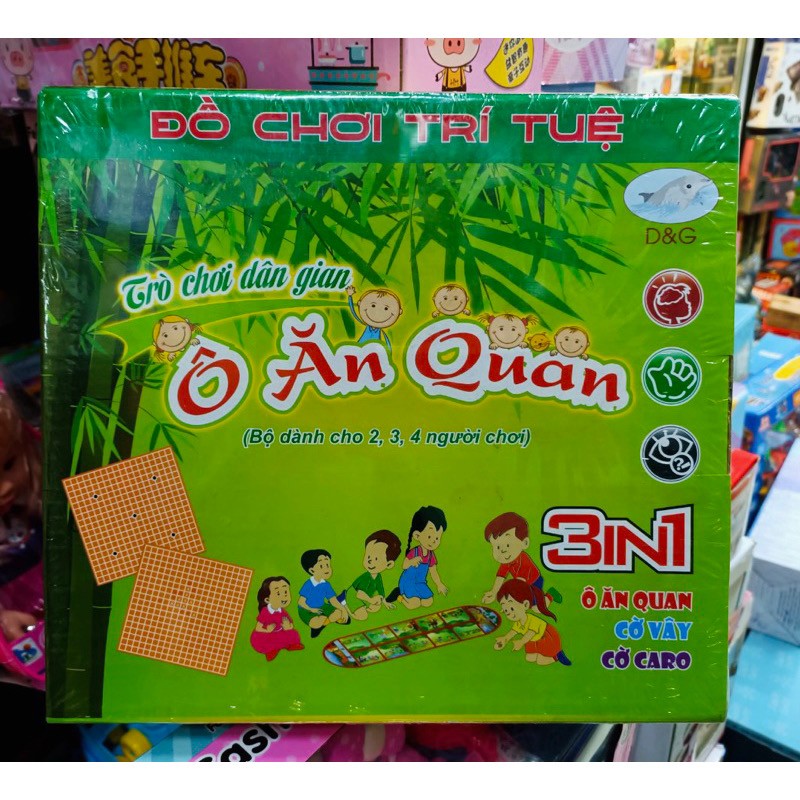 ĐỒ CHƠI TRÍ TUỆ
D&G
Trò chơi dân gian
Ô Ăn Quan
(Bộ dành cho 2, 3, 4 người chơi)
3IN1
Ô ĂN QUAN
CỜ VÂY
CỜ CARO